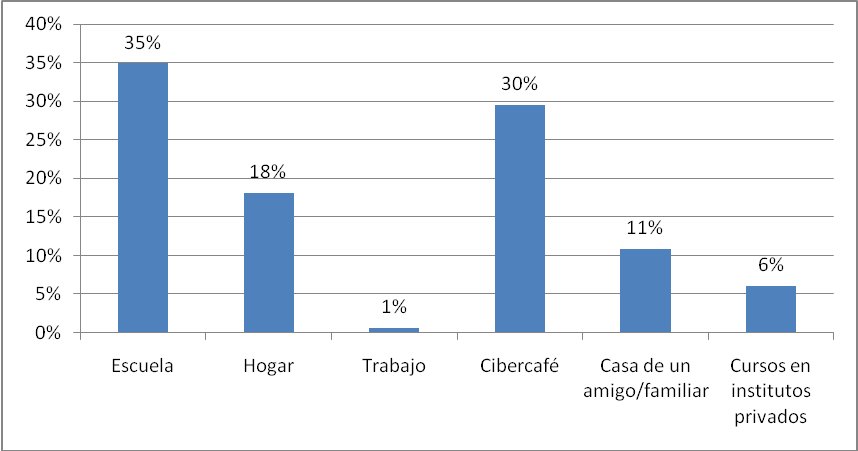 40%
35%
30%
25%
20%
15%
10%
5%
0%
35%
18%
1%
30%
11%
6%
Escuela
Hogar
Trabajo
Cibercafé
Casa de un
amigo/familiar
Cursos en
institutos
privados